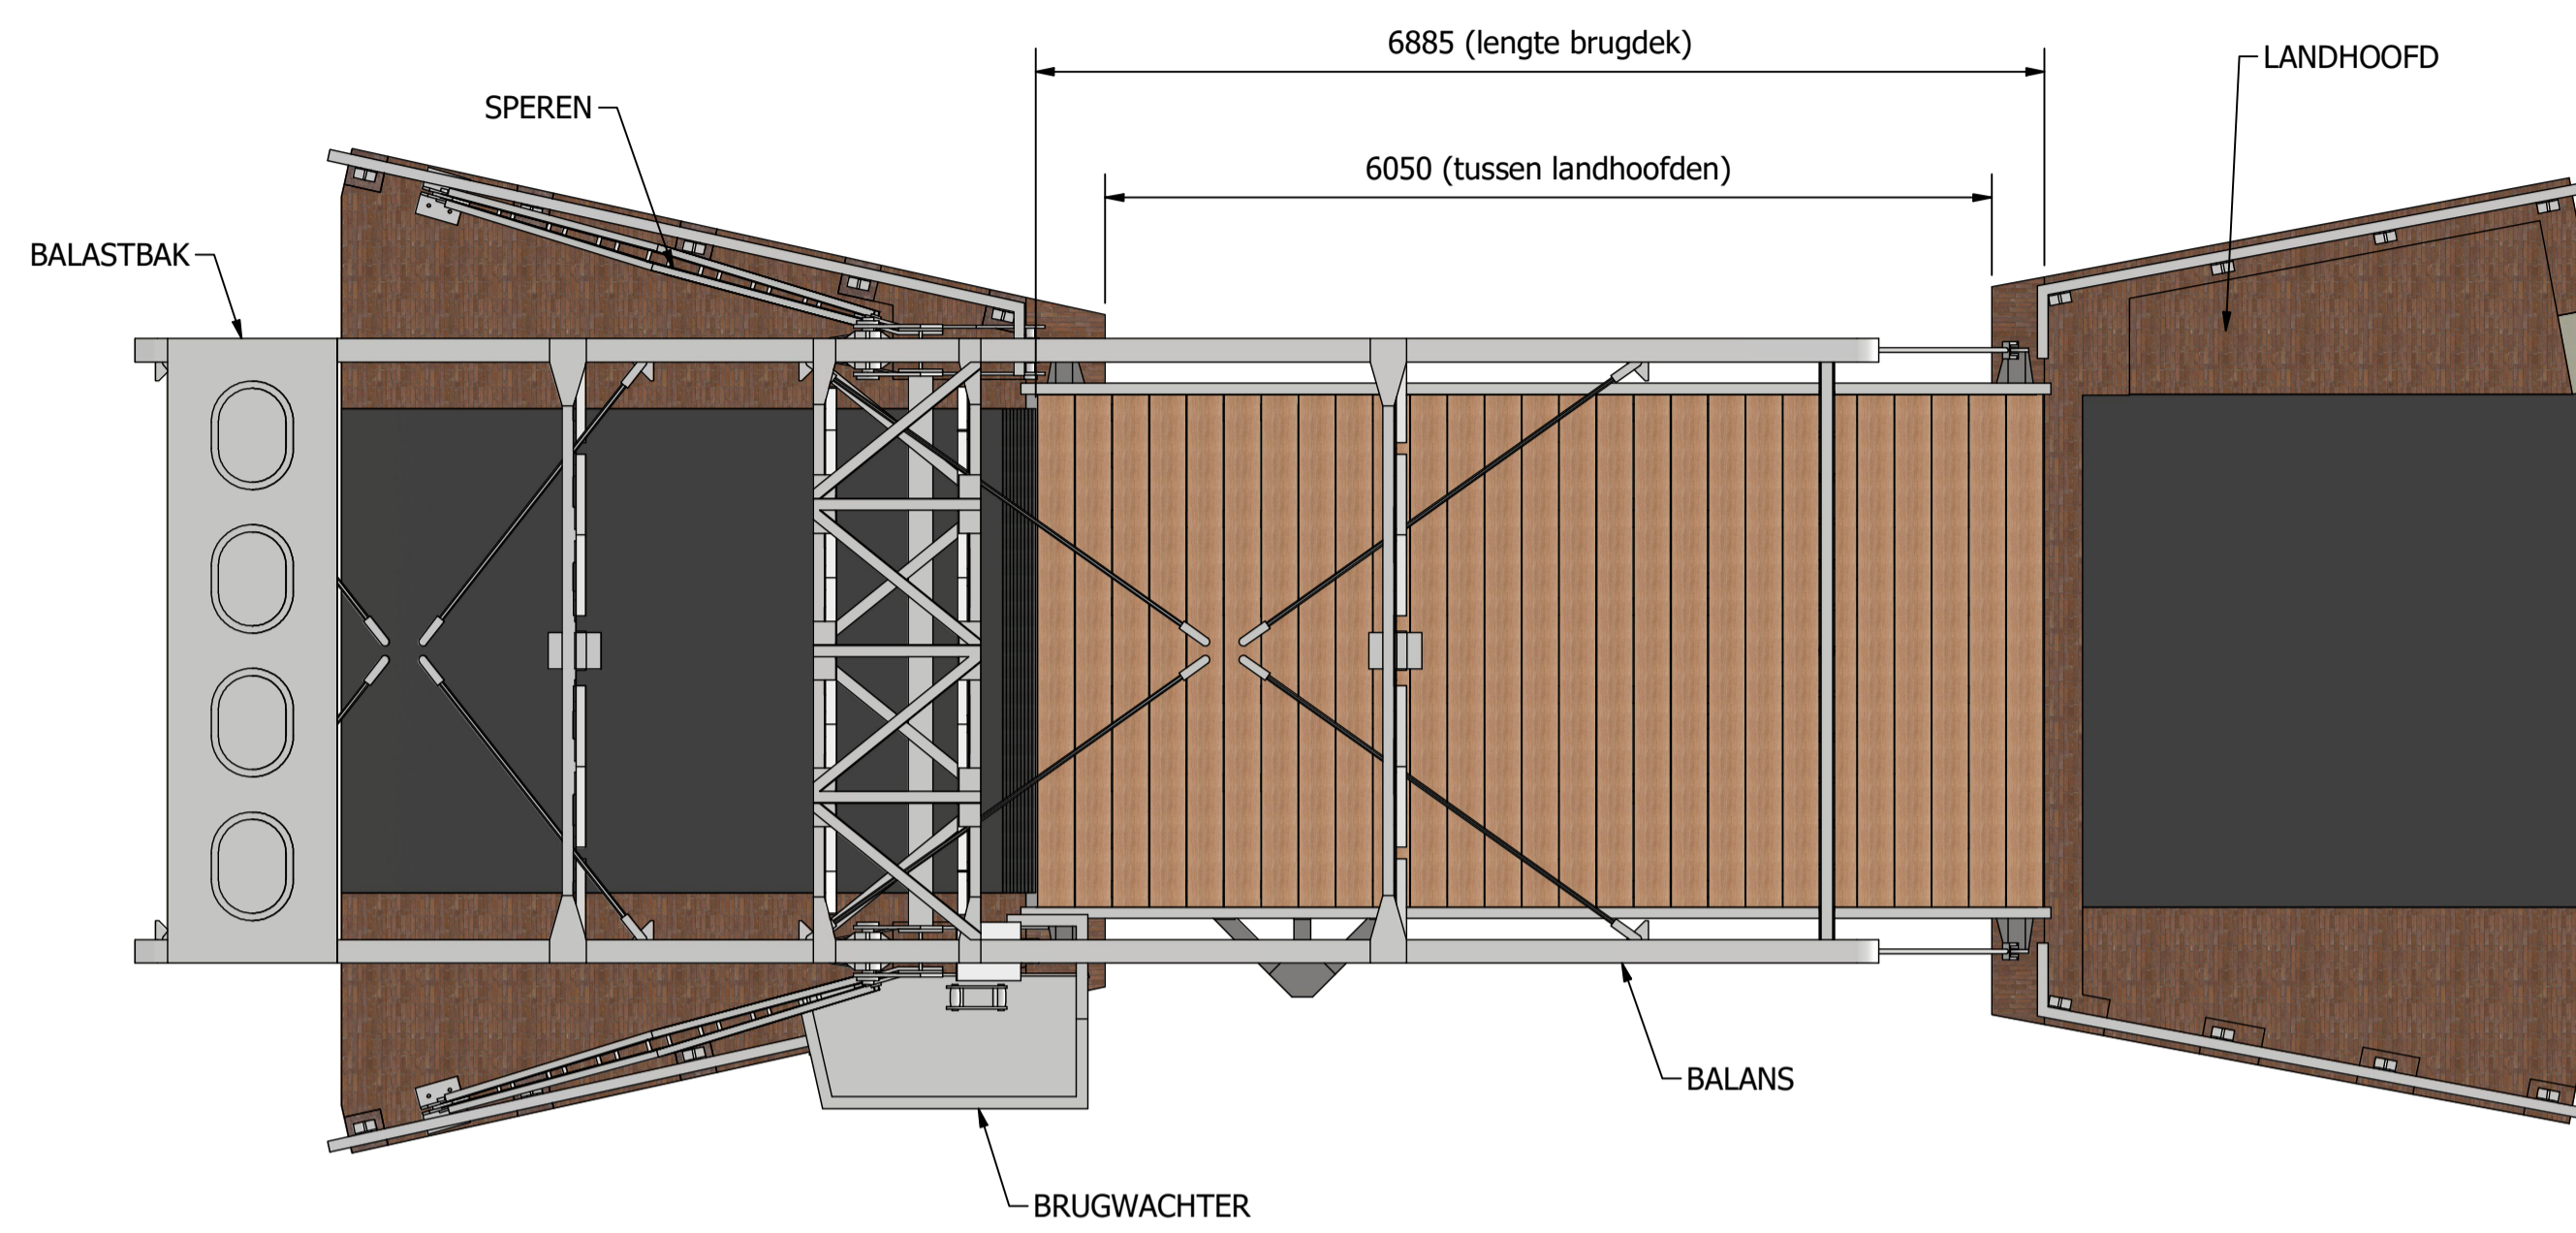 6885 (lengte brugdek)
LANDHOOFD
SPEREN
6050 (tussen landhoofden)
BALASTBAK
BALANS
BRUGWACHTER